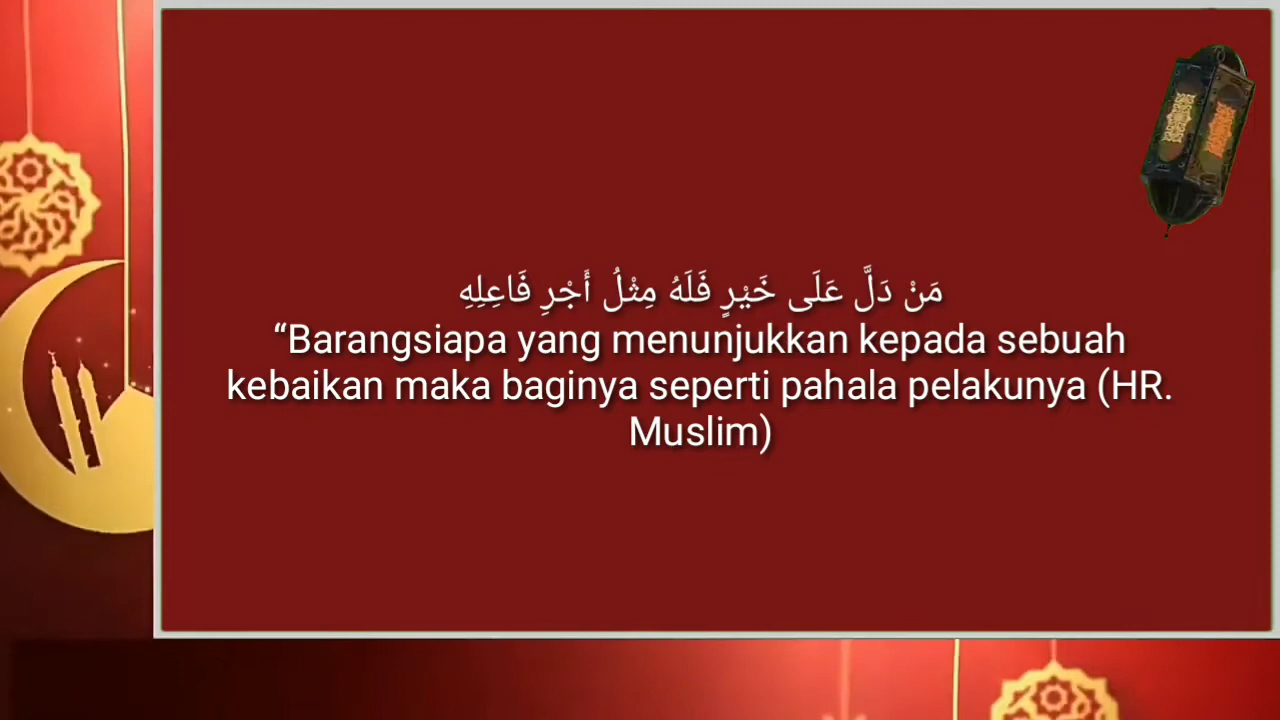 مَنْ دَلَّ عَلَى خَيْرٍ فَلَهُ مِثْلُ أَجْرِ فَاعِلِهِ
“Barangsiapa yang menunjukkan kepada sebuah
kebaikan maka baginya seperti pahala pelakunya (HR.
Muslim)